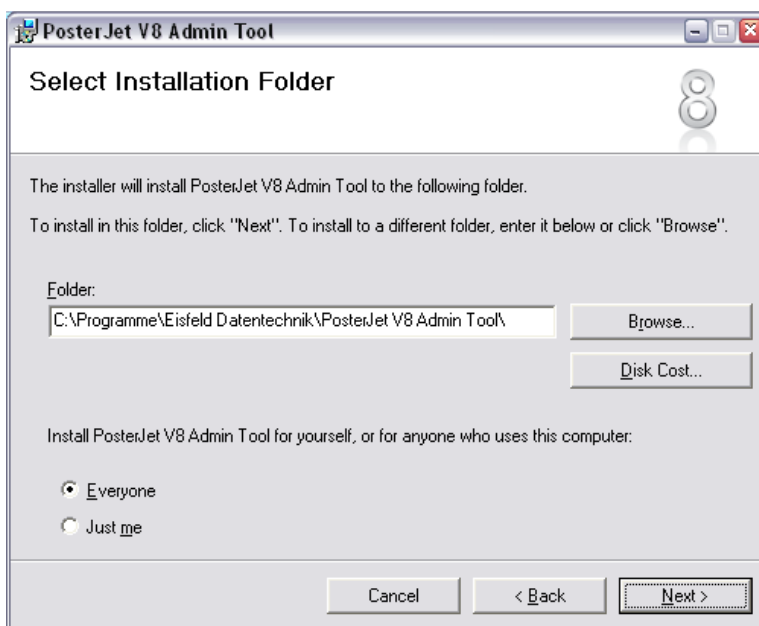 PosterJet V8 Admin Tool
Select Installation Folder
8
The installer will install PosterJet V8 Admin Tool to the following folder.
To install in this folder, click "Next". To install to a different folder, enter it below or click "Browse".
Folder:
C:\Programme\Eisfeld Datentechnik\PosterJet V8 Admin Tool\
Browse...
Disk Cost...
Install PosterJet V8 Admin Tool for yourself, or for anyone who uses this computer:
Everyone
Just me
Cancel
< Back
Next >